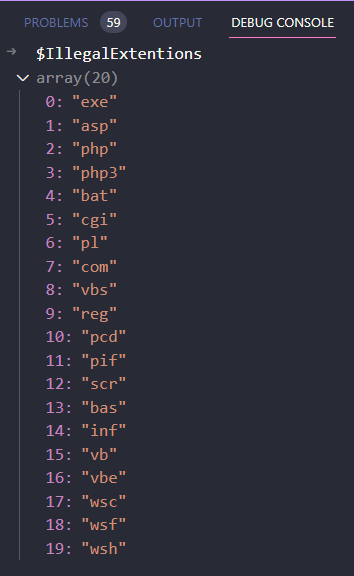 PROBLEMS 59 OUTPUT DEBUG CONSOLE
→ $IllegalExtentions
array(20)
0: "exe"
1: "asp"
2: "php"
3: "php3"
4: "bat"
5: "cgi"
6: "pl"
7: "com"
8: "vbs"
9: "reg"
10: "pcd"
11: "pif"
12: "scr"
13: "bas"
14: "inf"
15: "vb"
16: "vbe"
17: "wsc"
18: "wsf"
19: "wsh"